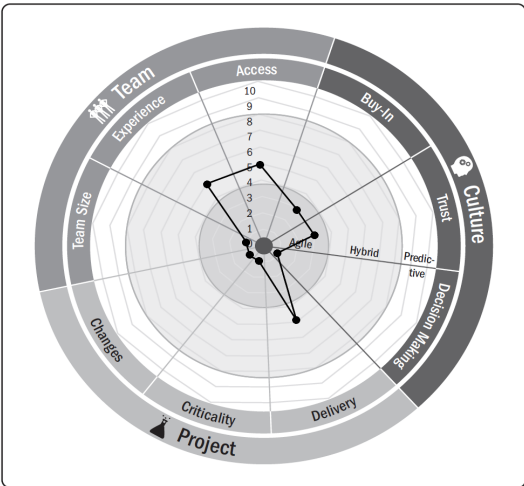 Team
Access
Experience
Buy-In
10
9
8
7
6
5
4
3
2
1
Team Size
Trust
Culture
Agile
Hybrid
Predic-
tive
Decision Making
Changes
Criticality
Delivery
Project